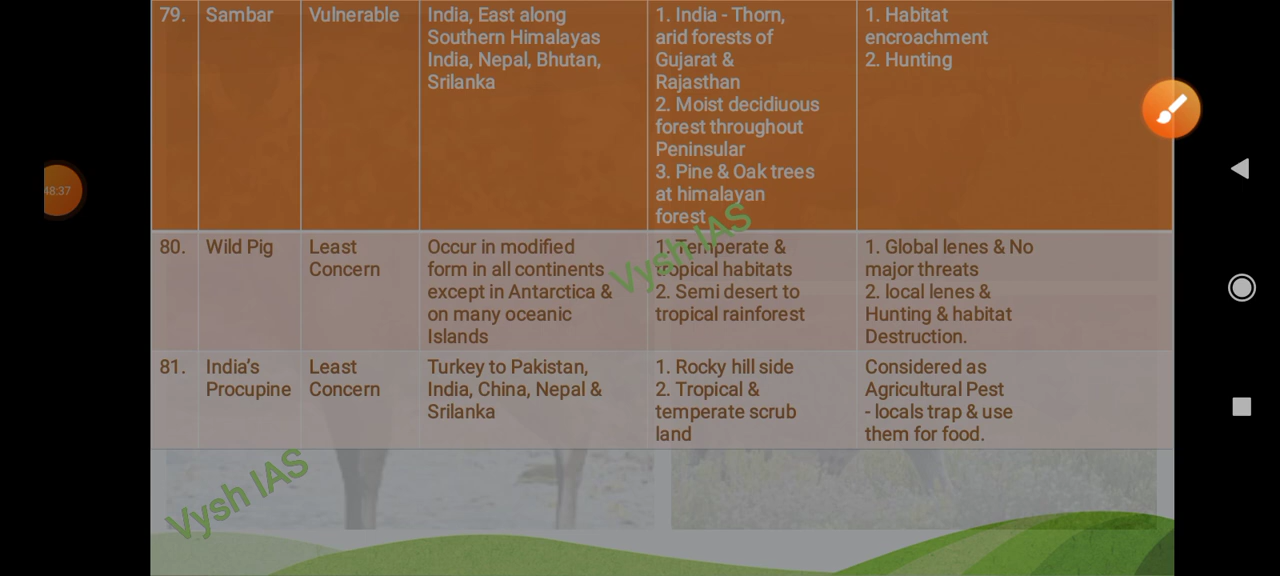 79. Sambar Vulnerable India, East along 1. India - Thorn, 1. Habitat
Southern Himalayas arid forests of encroachment
India, Nepal, Bhutan, Gujarat & 2. Hunting
Srilanka Rajasthan
2. Moist decidiuous
forest throughout
Peninsular
3. Pine & Oak trees
at himalayan
forest
48:37
80. Wild Pig Least Occur in modified 1. Temperate & 1. Global lenes & No
Concern form in all continents tropical habitats major threats
except in Antarctica & 2. Semi desert to 2. local lenes &
on many oceanic tropical rainforest Hunting & habitat
Islands Destruction.
Vysh IAS
81. India's Least Turkey to Pakistan, 1. Rocky hill side Considered as
Procupine Concern India, China, Nepal & 2. Tropical & Agricultural Pest
Srilanka temperate scrub - locals trap & use
land them for food.
Vysh IAS